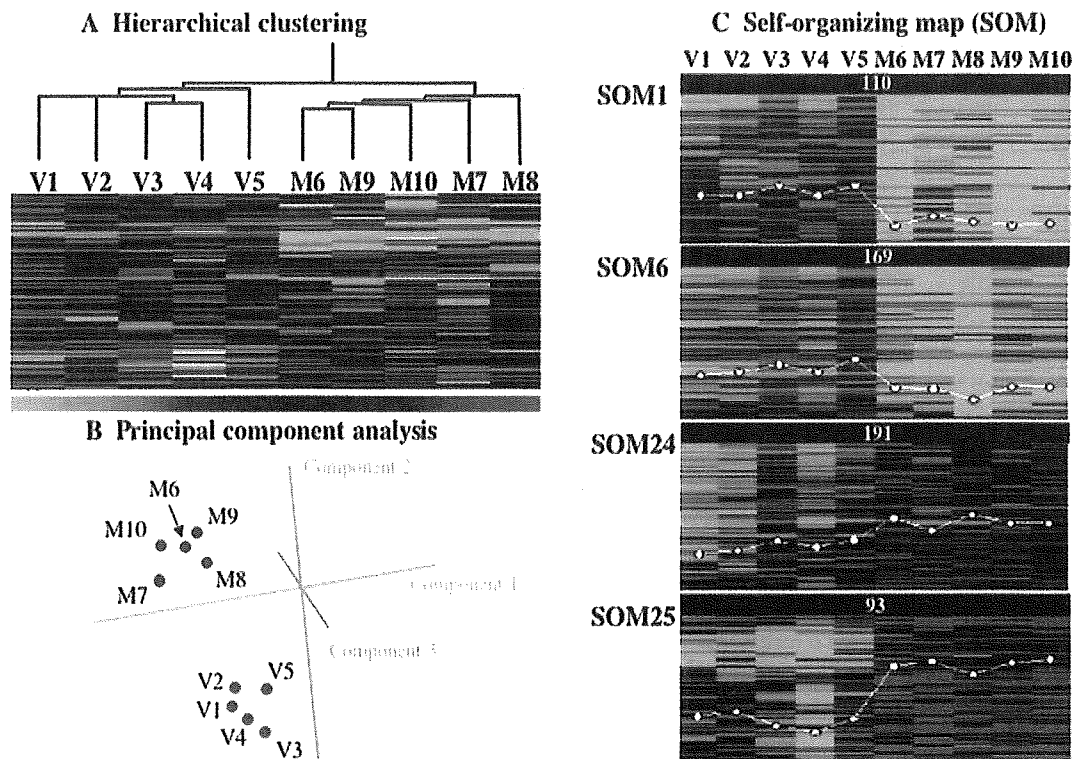 A Hierarchical clustering
V1 V2 V3 V4 V5 M6 M9 M10 M7 M8
B Principal component analysis
Component 2
M6
M9
M10
M8
M7
Component 1
Component 3
V2 V5
V1
V4 V3
C Self-organizing map (SOM)
V1 V2 V3 V4 V5 M6 M7 M8 M9 M10
SOM1
110
SOM6
169
SOM24
191
SOM25
93